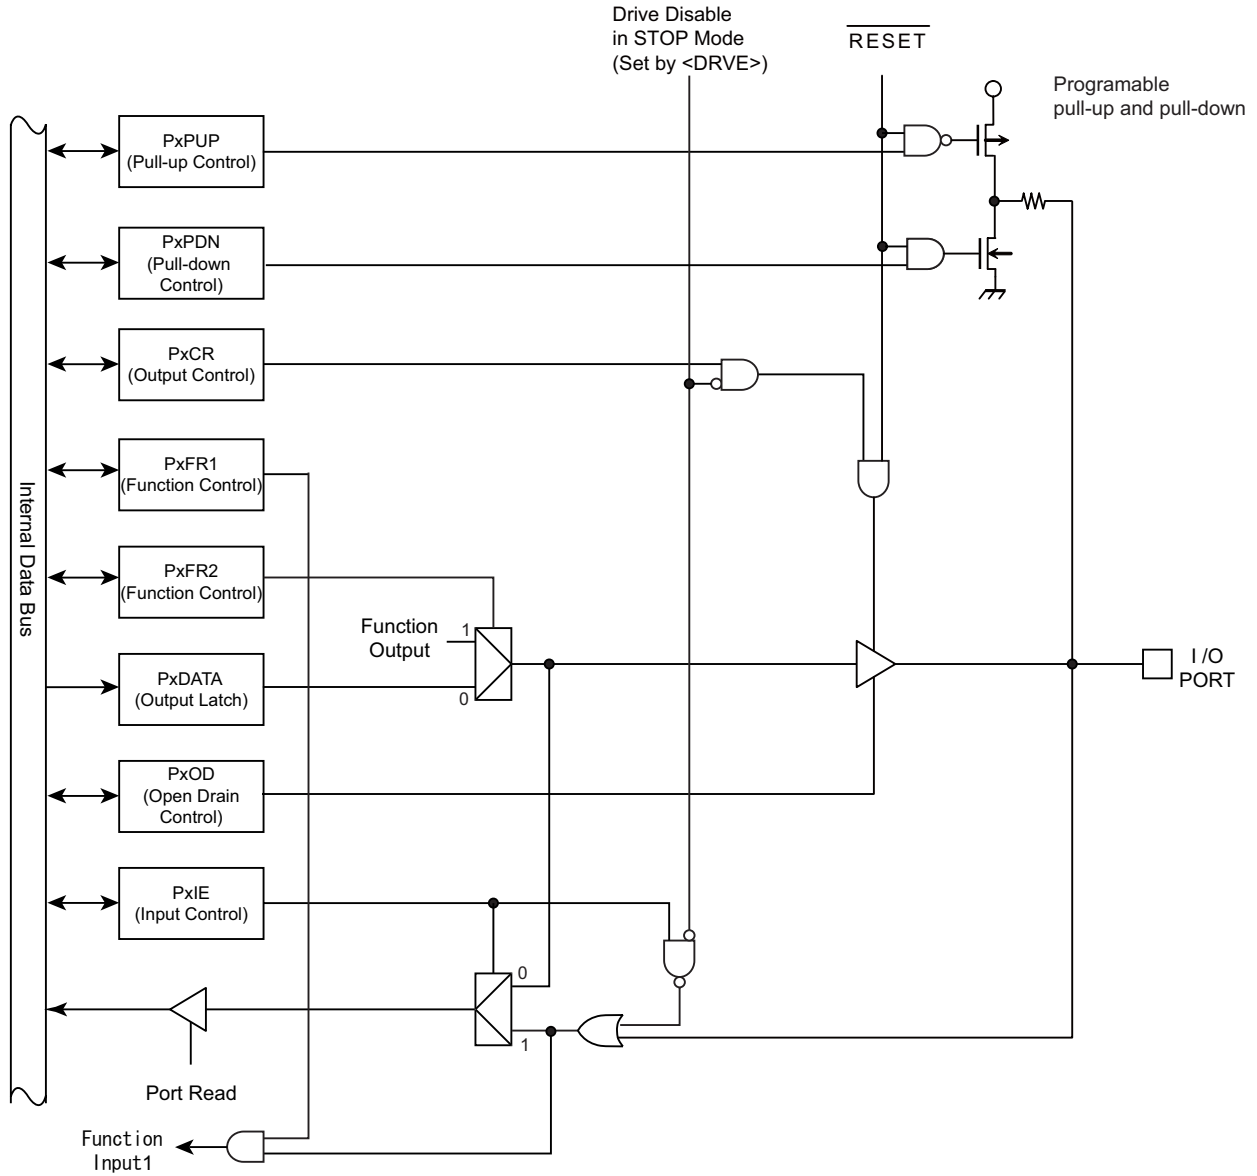 Drive Disable
in STOP Mode
(Set by <DRVE>)
RESET
Programable
pull-up and pull-down
PxPUP
(Pull-up Control)
PxPDN
(Pull-down
Control)
PxCR
(Output Control)
PxFR1
(Function Control)
Internal Data Bus
PxFR2
(Function Control)
Function
Output
1
0
PxDATA
(Output Latch)
I /O
PORT
PxOD
(Open Drain
Control)
PxIE
(Input Control)
0
1
Port Read
Function
Input1